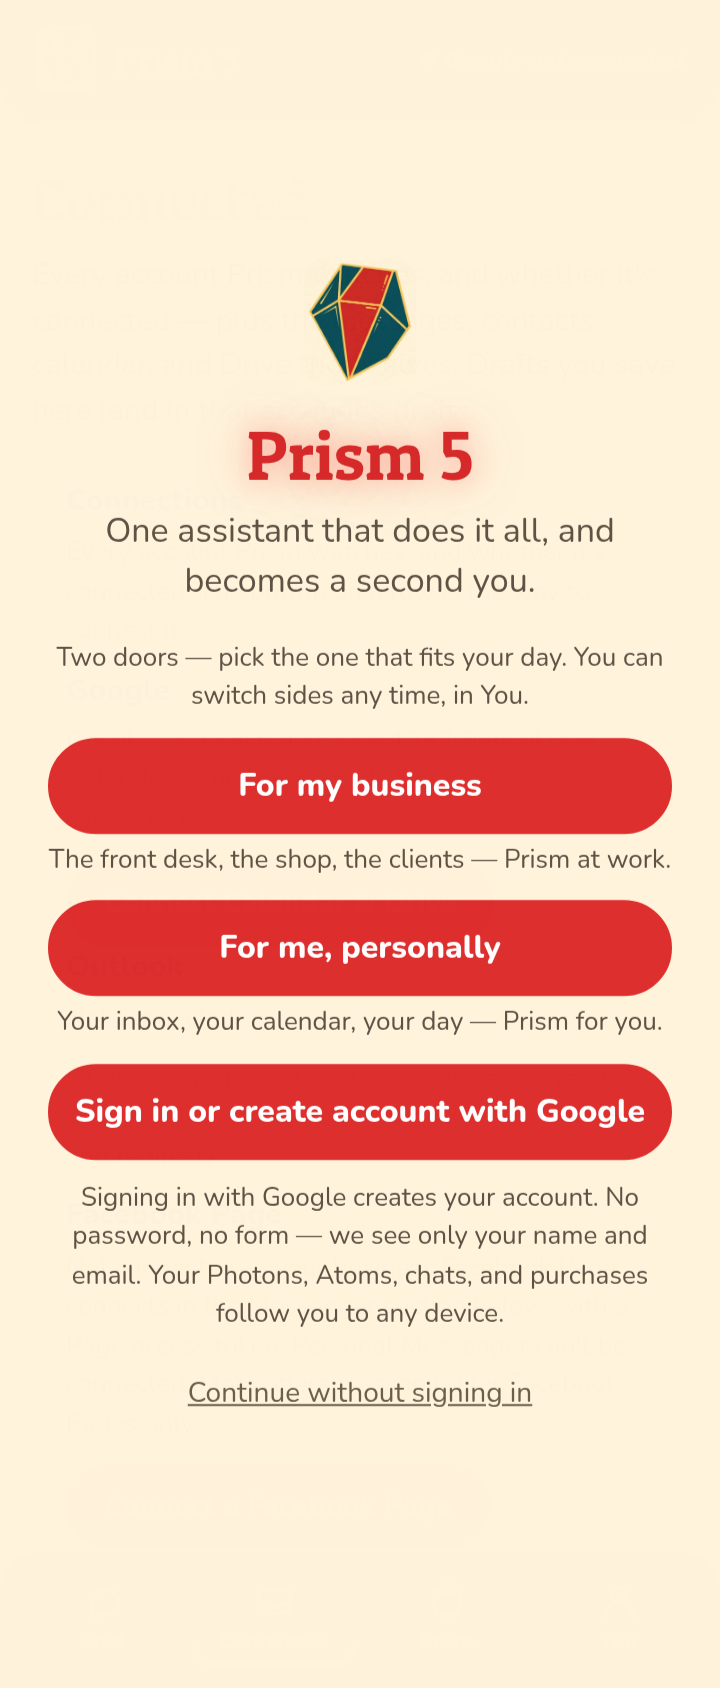 Prism 5
One assistant that does it all, and
becomes a second you.
Two doors — pick the one that fits your day. You can
switch sides any time, in You.
For my business
The front desk, the shop, the clients — Prism at work.
For me, personally
Your inbox, your calendar, your day — Prism for you.
Sign in or create account with Google
Signing in with Google creates your account. No
password, no form — we see only your name and
email. Your Photons, Atoms, chats, and purchases
follow you to any device.
Continue without signing in
Connected
Connections
Google
Outlook